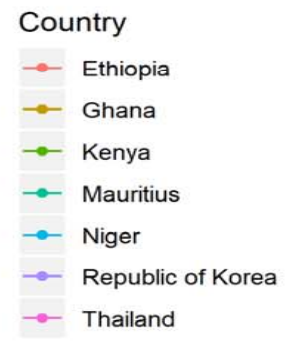 Country
Ethiopia
Ghana
Kenya
Mauritius
Niger
Republic of Korea
Thailand